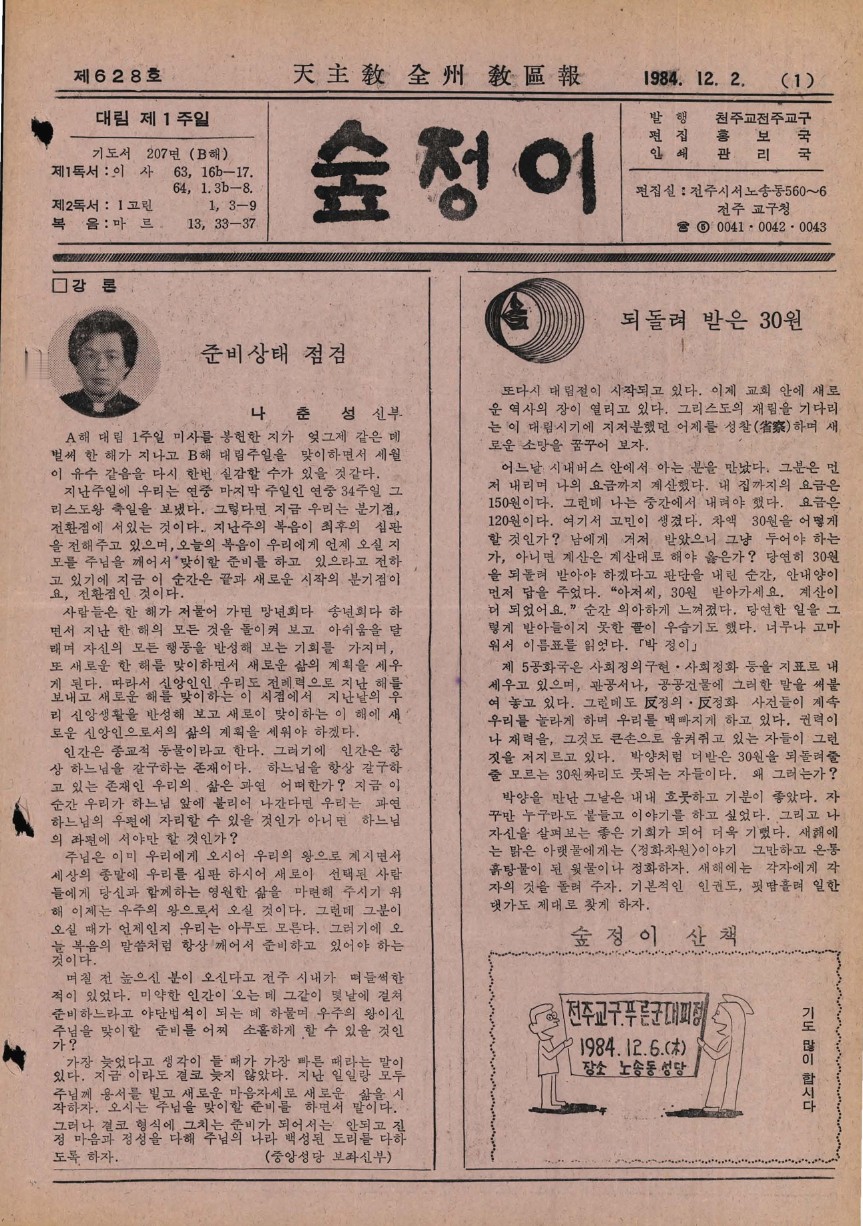 제628호
天主敎 全州 敎區報
1984. 12. 2.
(1)
대림 제1주일
기도서 207면 (B해)
제1독서 : 이 사 63, 16b—17.
64, 1.3b—8.
제2독서 : 1고린 1, 3—9
복 음 : 마르 13, 33—37
숲정이
발 행 천주교전주교구
편 집 홍 보 국
인 쇄 관 리 국
편집실 : 전주시서노송동560~6
전주 교구청
☎ ⑥ 0041・0042・0043
□강 론
준비상태 점검
나 춘 성 신부
A해 대림 1주일 미사를 봉헌한 지가 엊그제 같은 데
벌써 한 해가 지나고 B해 대림주일을 맞이하면서 세월
이 유수 같음을 다시 한번 실감할 수가 있을 것같다.
지난주일에 우리는 연중 마지막 주일인 연중 34주일 그
리스도왕 축일을 보냈다. 그렇다면 지금 우리는 분기점,
전환점에 서있는 것이다. 지난주의 복음이 최후의 심판
을 전해주고 있으며, 오늘의 복음이 우리에게 언제 오실 지
모를 주님을 깨어서 맞이할 준비를 하고 있으라고 전하
고 있기에 지금 이 순간은 끝과 새로운 시작의 분기점이
요, 전환점인 것이다.
사람들은 한 해가 저물어 가면 망년회다 송년회다 하
면서 지난 한 해의 모든 것을 돌이켜 보고 아쉬움을 달
래며 자신의 모든 행동을 반성해 보는 기회를 가지며,
또 새로운 한 해를 맞이하면서 새로운 삶의 계획을 세우
게 된다. 따라서 신앙인인 우리도 전례력으로 지난 해를
보내고 새로운 해를 맞이하는 이 시점에서 지난날의 우
리 신앙생활을 반성해 보고 새로이 맞이하는 이 해에 새
로운 신앙인으로서의 삶의 계획을 세워야 하겠다.
인간은 종교적 동물이라고 한다. 그러기에 인간은 항
상 하느님을 갈구하는 존재이다. 하느님을 항상 갈구하
고 있는 존재인 우리의 삶은 과연 어떠한가? 지금 이
순간 우리가 하느님 앞에 불리어 나간다면 우리는 과연
하느님의 우편에 자리할 수 있을 것인가 아니면 하느님
의 좌편에 서야만 할 것인가?
주님은 이미 우리에게 오시어 우리의 왕으로 계시면서
세상의 종말에 우리를 심판 하시어 새로이 선택된 사람
들에게 당신과 함께하는 영원한 삶을 마련해 주시기 위
해 이제는 우주의 왕으로서 오실 것이다. 그런데 그분이
오실 때가 언제인지 우리는 아무도 모른다. 그러기에 오
늘 복음의 말씀처럼 항상 깨어서 준비하고 있어야 하는
것이다.
며칠 전 높으신 분이 오신다고 전주 시내가 떠들썩한
적이 있었다. 미약한 인간이 오는 데 그같이 몇날에 걸쳐
준비하느라고 야단법석이 되는 데 하물며 우주의 왕이신
주님을 맞이할 준비를 어찌 소홀하게 할 수 있을 것인
가?
가장 늦었다고 생각이 들 때가 가장 빠른 때라는 말이
있다. 지금 이라도 결코 늦지 않았다. 지난 일일랑 모두
주님께 용서를 빌고 새로운 마음자세로 새로운 삶을 시
작하자. 오시는 주님을 맞이할 준비를 하면서 말이다.
그러나 결코 형식에 그치는 준비가 되어서는 안되고 진
정 마음과 정성을 다해 주님의 나라 백성된 도리를 다하
도록 하자. (중앙성당 보좌신부)
솔
되돌려 받은 30원
또다시 대림절이 시작되고 있다. 이제 교회 안에 새로
운 역사의 장이 열리고 있다. 그리스도의 재림을 기다리
는 이 대림시기에 지저분했던 어제를 성찰(省察)하며 새
로운 소망을 꿈꾸어 보자.
어느날 시내버스 안에서 아는 분을 만났다. 그분은 먼
저 내리며 나의 요금까지 계산했다. 내 집까지의 요금은
150원이다. 그런데 나는 중간에서 내려야 했다. 요금은
120원이다. 여기서 고민이 생겼다. 차액 30원을 어떻게
할 것인가? 남에게 거저 받았으니 그냥 두어야 하는
가, 아니면 계산은 계산대로 해야 옳은가? 당연히 30원
을 되돌려 받아야 하겠다고 판단을 내린 순간, 안내양이
먼저 답을 주었다. “아저씨, 30원 받아가세요. 계산이
더 되었어요.” 순간 의아하게 느껴졌다. 당연한 일을 그
렇게 받아들이지 못한 꼴이 우습기도 했다. 너무나 고마
워서 이름표를 읽었다. 「박 정이」
제 5공화국은 사회정의구현・사회정화 등을 지표로 내
세우고 있으며, 관공서나, 공공건물에 그러한 말을 써붙
여 놓고 있다. 그런데도 反정의・反정화 사건들이 계속
우리를 놀라게 하며 우리를 맥빠지게 하고 있다. 권력이
나 재력을, 그것도 큰손으로 움켜쥐고 있는 자들이 그런
짓을 저지르고 있다. 박양처럼 더받은 30원을 되돌려줄
줄 모르는 30원짜리도 못되는 자들이다. 왜 그러는가?
박양을 만난 그날은 내내 흐뭇하고 기분이 좋았다. 자
꾸만 누구라도 붙들고 이야기를 하고 싶었다. 그리고 나
자신을 살펴보는 좋은 기회가 되어 더욱 기뻤다. 새해에
는 맑은 아랫물에게는 〈정화차원〉이야기 그만하고 온통
흙탕물이 된 윗물이나 정화하자. 새해에는 각자에게 각
자의 것을 돌려 주자. 기본적인 인권도, 핏땀흘려 일한
댓가도 제대로 찾게 하자.
숲정이 산책
전주교구 푸른군대피정
1984. 12. 6. (木)
장소 노송동성당
기도 많이 합시다